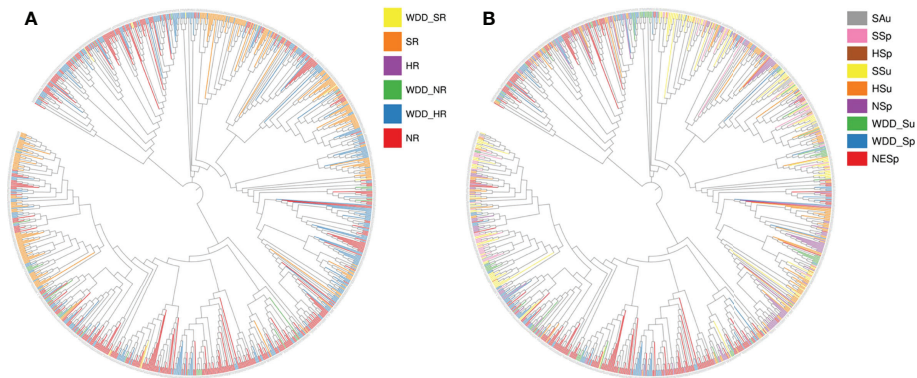 A
WDD_SR
SR
HR
WDD_NR
WDD_HR
NR
B
SAu
SSp
HSp
SSu
HSu
NSp
WDD_Su
WDD_Sp
NESp